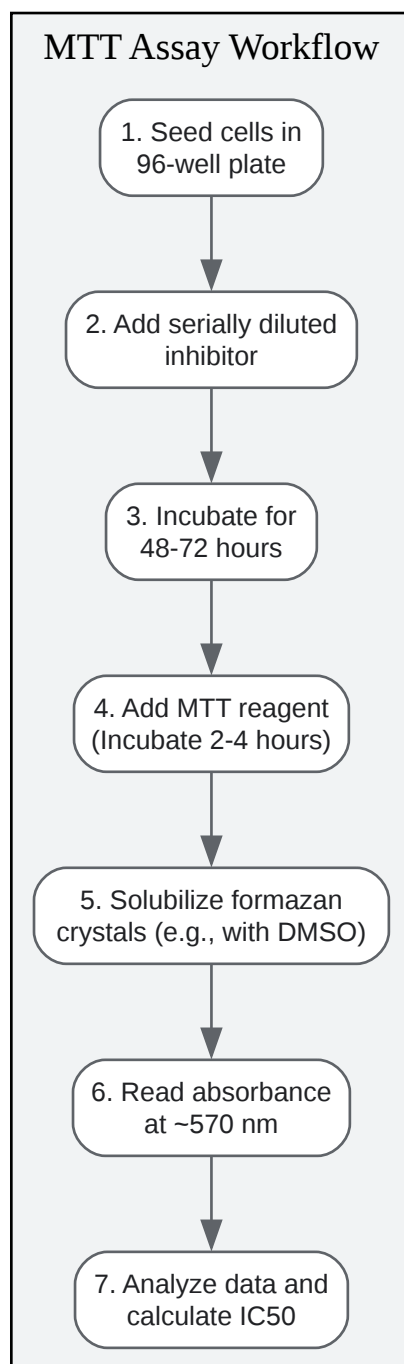 MTT Assay Workflow
1. Seed cells in
96-well plate
2. Add serially diluted
inhibitor
3. Incubate for
48-72 hours
4. Add MTT reagent
(Incubate 2-4 hours)
5. Solubilize formazan
crystals (e.g., with DMSO)
6. Read absorbance
at ~570 nm
7. Analyze data and
calculate IC50